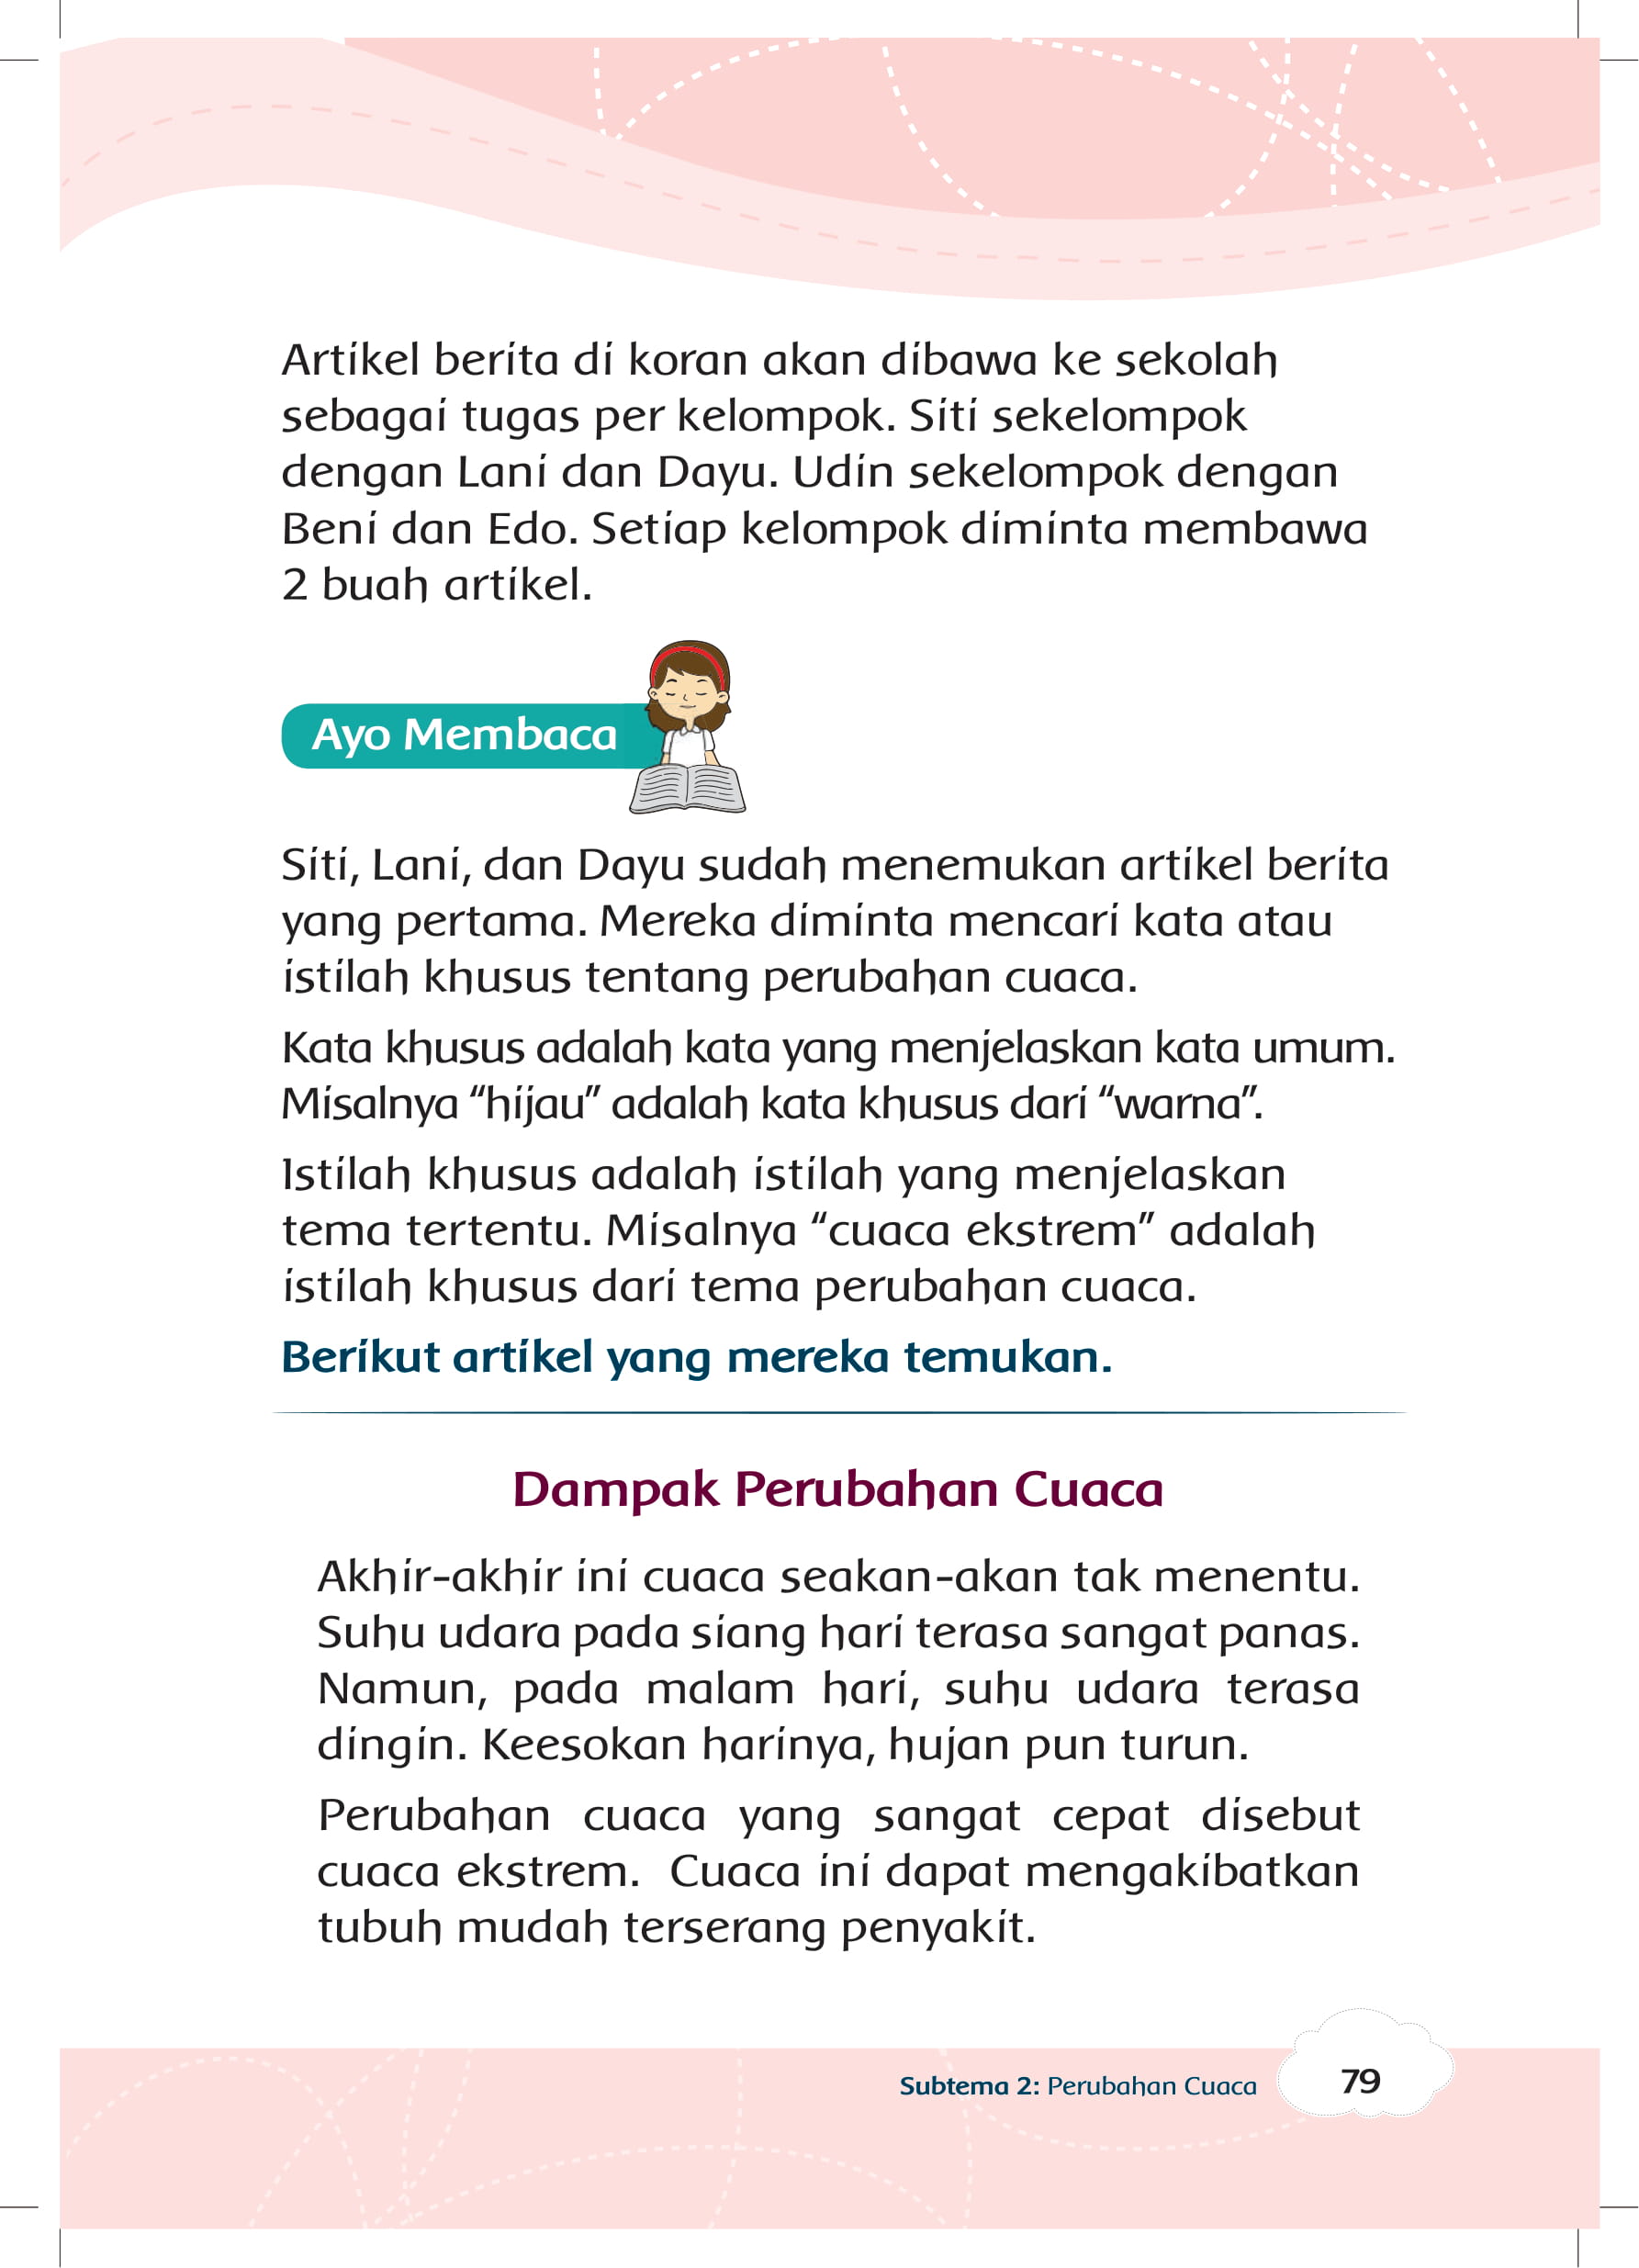 Artikel berita di koran akan dibawa ke sekolah
sebagai tugas per kelompok. Siti sekelompok
dengan Lani dan Dayu. Udin sekelompok dengan
Beni dan Edo. Setiap kelompok diminta membawa
2 buah artikel.
Ayo Membaca
Siti, Lani, dan Dayu sudah menemukan artikel berita
yang pertama. Mereka diminta mencari kata atau
istilah khusus tentang perubahan cuaca.
Kata khusus adalah kata yang menjelaskan kata umum.
Misalnya “hijau” adalah kata khusus dari “warna”.
Istilah khusus adalah istilah yang menjelaskan
tema tertentu. Misalnya “cuaca ekstrem” adalah
istilah khusus dari tema perubahan cuaca.
Berikut artikel yang mereka temukan.
Dampak Perubahan Cuaca
Akhir-akhir ini cuaca seakan-akan tak menentu.
Suhu udara pada siang hari terasa sangat panas.
Namun, pada malam hari, suhu udara terasa
dingin. Keesokan harinya, hujan pun turun.
Perubahan cuaca yang sangat cepat disebut
cuaca ekstrem. Cuaca ini dapat mengakibatkan
tubuh mudah terserang penyakit.
Subtema 2: Perubahan Cuaca
79